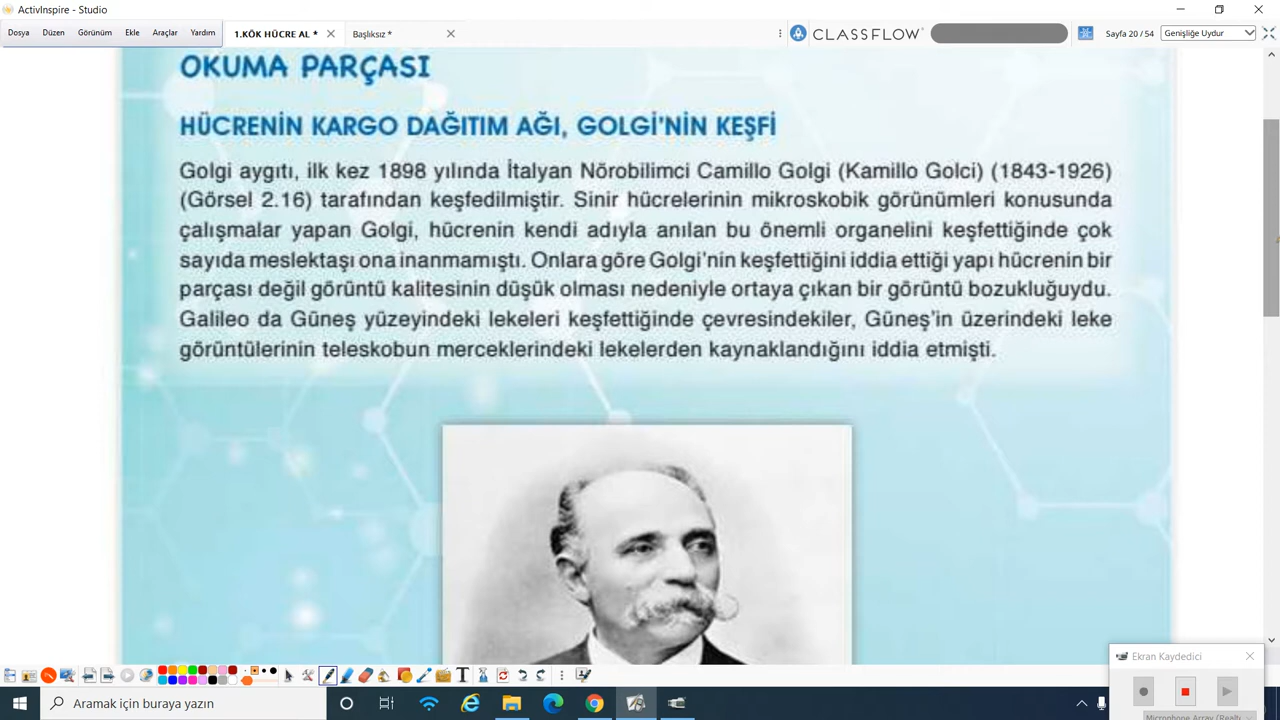 ActivInspire - Studio
Dosya Düzen Görünüm Ekle Araçlar Yardım 1.KÖK HÜCRE AL * Başlıksız * CLASSFLOW Sayfa 20 / 54 Genişliğe Uydur
OKUMA PARÇASI
HÜCRENİN KARGO DAĞITIM AĞI, GOLGİ'NİN KEŞFİ
Golgi aygıtı, ilk kez 1898 yılında İtalyan Nörobilimci Camillo Golgi (Kamillo Golci) (1843-1926)
(Görsel 2.16) tarafından keşfedilmiştir. Sinir hücrelerinin mikroskobik görünümleri konusunda
çalışmalar yapan Golgi, hücrenin kendi adıyla anılan bu önemli organelini keşfettiğinde çok
sayıda meslektaşı ona inanmamıştı. Onlara göre Golgi'nin keşfettiğini iddia ettiği yapı hücrenin bir
parçası değil görüntü kalitesinin düşük olması nedeniyle ortaya çıkan bir görüntü bozukluğuydu.
Galileo da Güneş yüzeyindeki lekeleri keşfettiğinde çevresindekiler, Güneş'in üzerindeki leke
görüntülerinin teleskobun merceklerindeki lekelerden kaynaklandığını iddia etmişti.
Ekran Kaydedici
Microphone Array (Realt
Aramak için buraya yazın